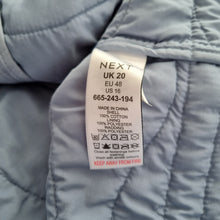 NEXT
UK 20
EU 48
US 16
665-243-194
MADE IN CHINA
SHELL
100% COTTON
LINING
100% POLYESTER
WADDING
100% POLYESTER
KEEP AWAY FROM FIRE